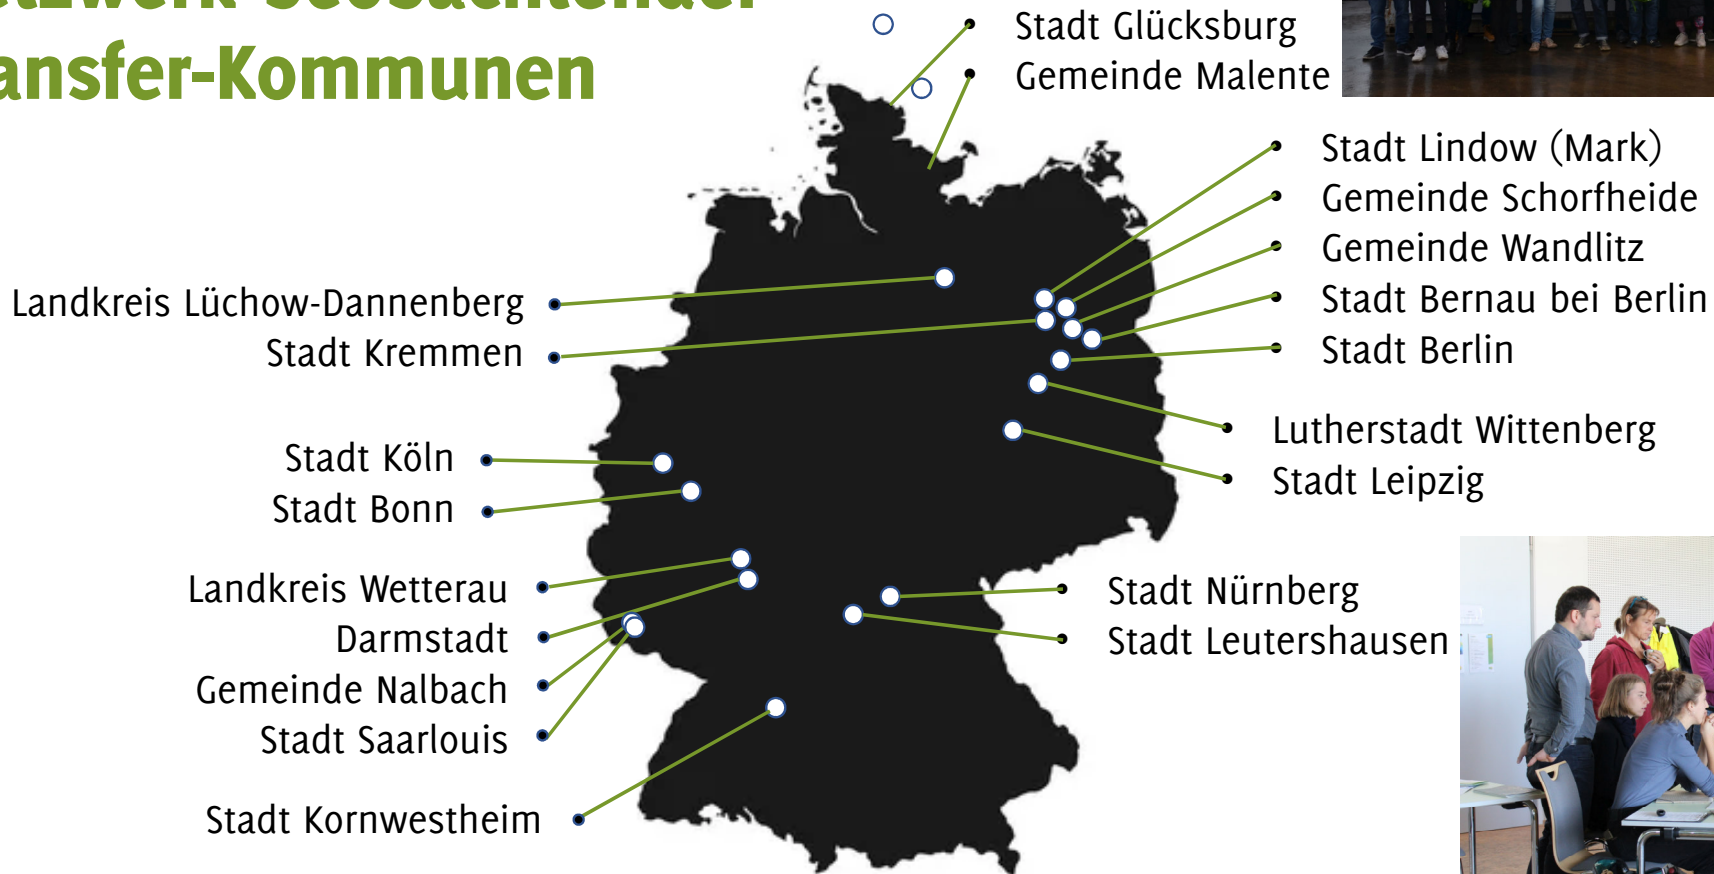 etzwerk beobachtender
ansfer-Kommunen
Stadt Glücksburg
Gemeinde Malente
Stadt Lindow (Mark)
Gemeinde Schorfheide
Gemeinde Wandlitz
Stadt Bernau bei Berlin
Stadt Berlin
Landkreis Lüchow-Dannenberg
Stadt Kremmen
Lutherstadt Wittenberg
Stadt Leipzig
Stadt Köln
Stadt Bonn
Landkreis Wetterau
Darmstadt
Gemeinde Nalbach
Stadt Saarlouis
Stadt Nürnberg
Stadt Leutershausen
Stadt Kornwestheim